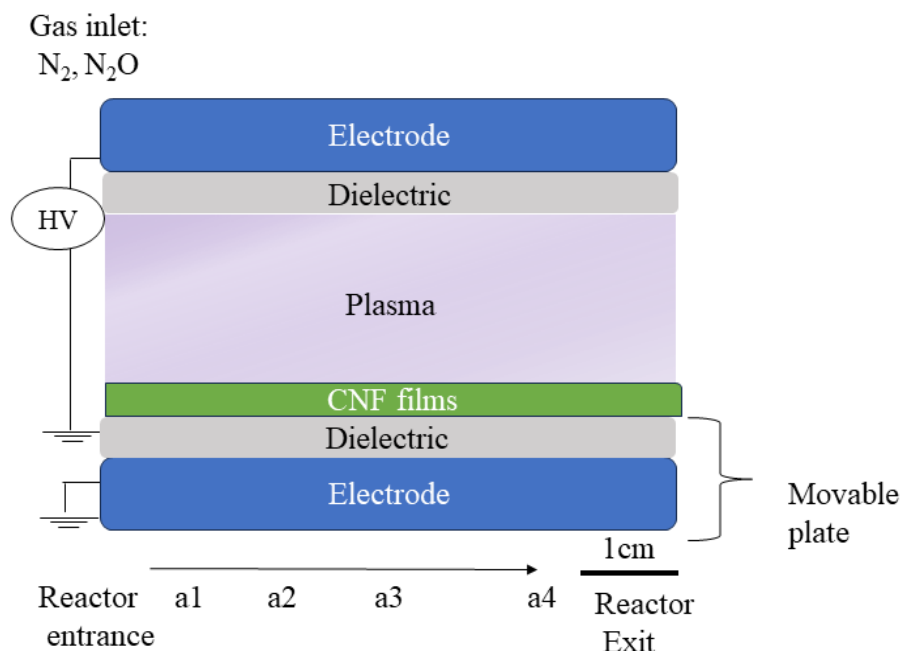 Gas inlet:
N₂, N₂O
Electrode
Dielectric
HV
Plasma
CNF films
Dielectric
Electrode
Movable
plate
1cm
Reactor
entrance
a1
a2
a3
a4
Reactor
Exit